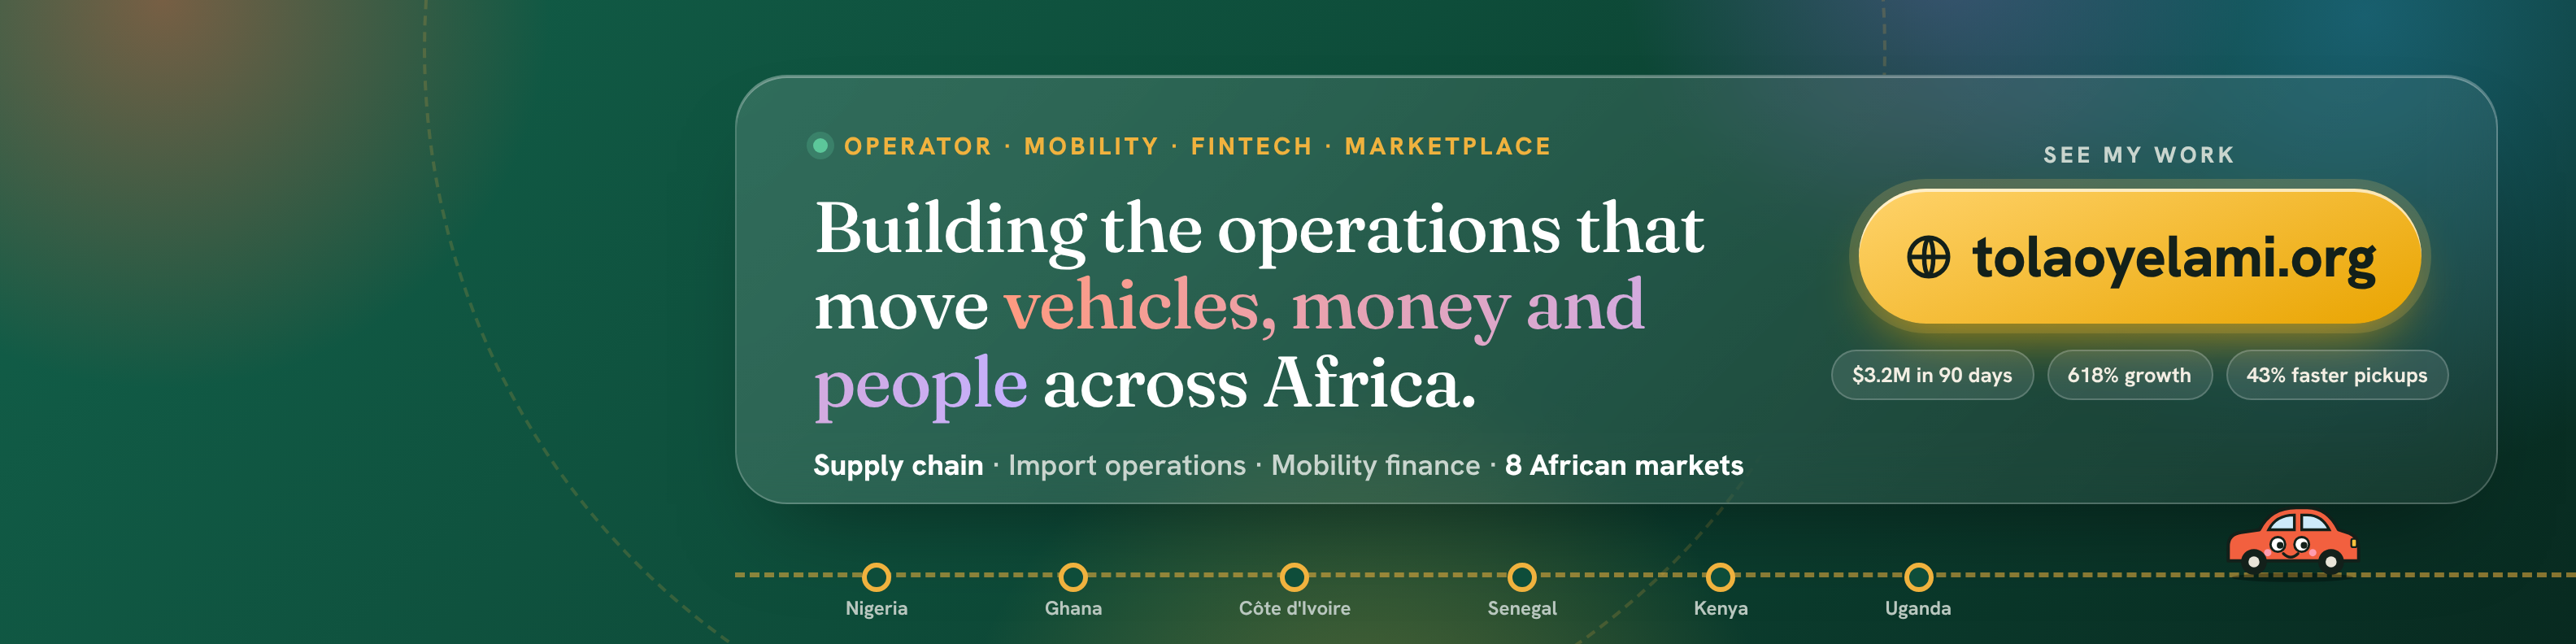 OPERATOR · MOBILITY · FINTECH · MARKETPLACE
Building the operations that
move vehicles, money and
people across Africa.
Supply chain · Import operations · Mobility finance · 8 African markets
SEE MY WORK
tolaoyelami.org
$3.2M in 90 days
618% growth
43% faster pickups
Nigeria
Ghana
Côte d'Ivoire
Senegal
Kenya
Uganda